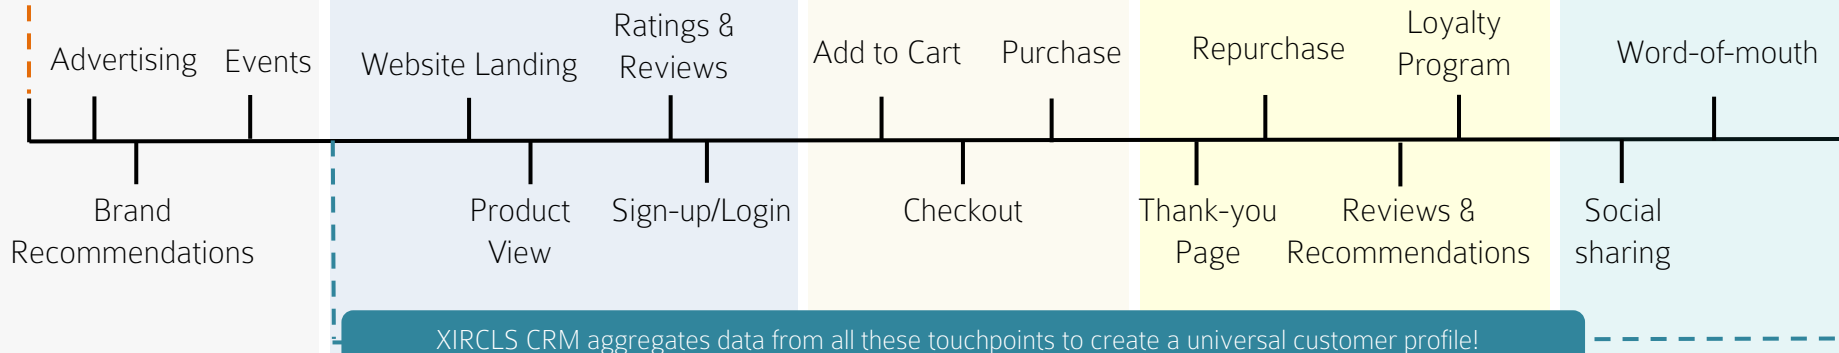 Advertising
Events
Website Landing
Ratings &
Reviews
Add to Cart
Purchase
Repurchase
Loyalty
Program
Word-of-mouth
Brand
Recommendations
Product
View
Sign-up/Login
Checkout
Thank-you
Page
Reviews &
Recommendations
Social
sharing
XIRCLS CRM aggregates data from all these touchpoints to create a universal customer profile!